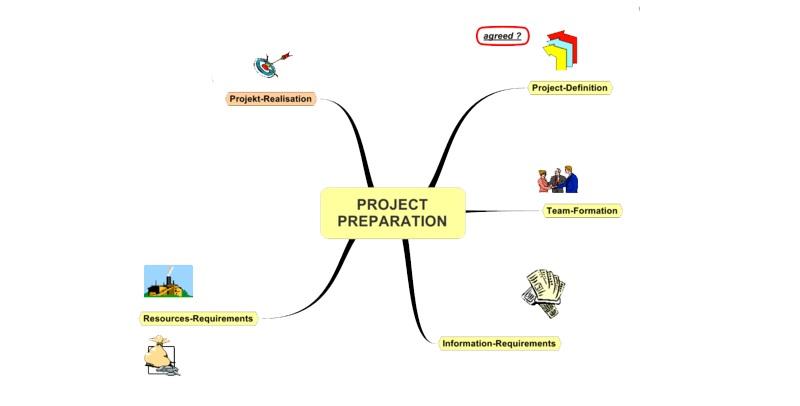 agreed ?
Project-Definition
Projekt-Realisation
PROJECT
PREPARATION
Team-Formation
Resources-Requirements
Information-Requirements